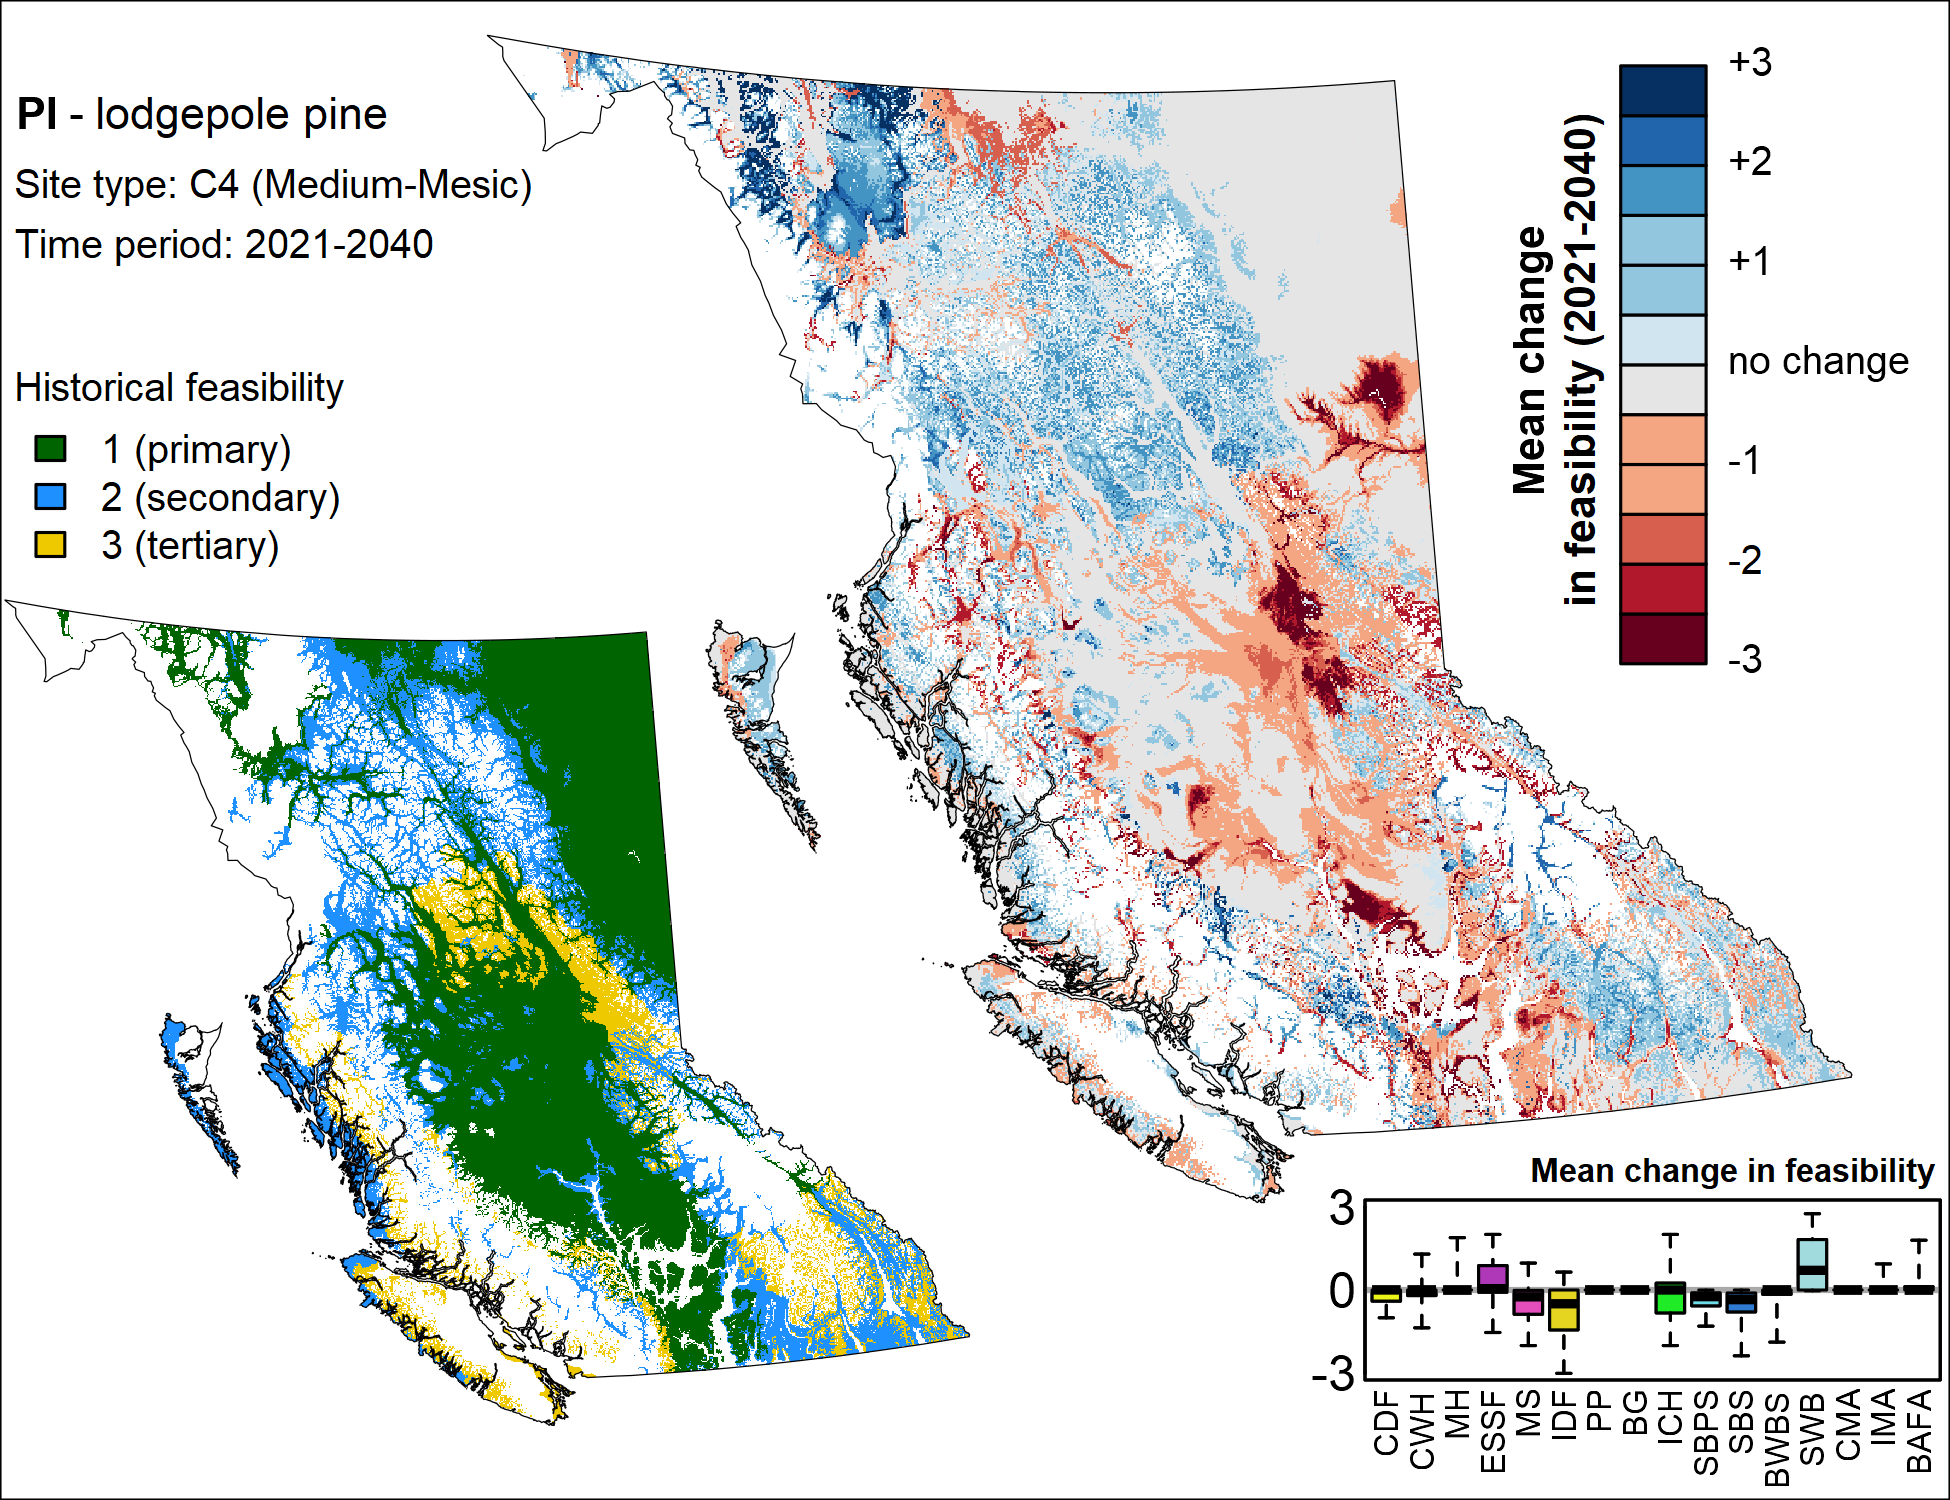 Pl - lodgepole pine
Site type: C4 (Medium-Mesic)
Time period: 2021-2040
Historical feasibility
1 (primary)
2 (secondary)
3 (tertiary)
Mean change
in feasibility (2021-2040)
+3
+2
+1
no change
-1
-2
-3
Mean change in feasibility
3
0
-3
CDF
CWH
MH
ESSF
MS
IDF
PP
BG
ICH
SBPS
SBS
BWBS
SWB
CMA
IMA
BAFA